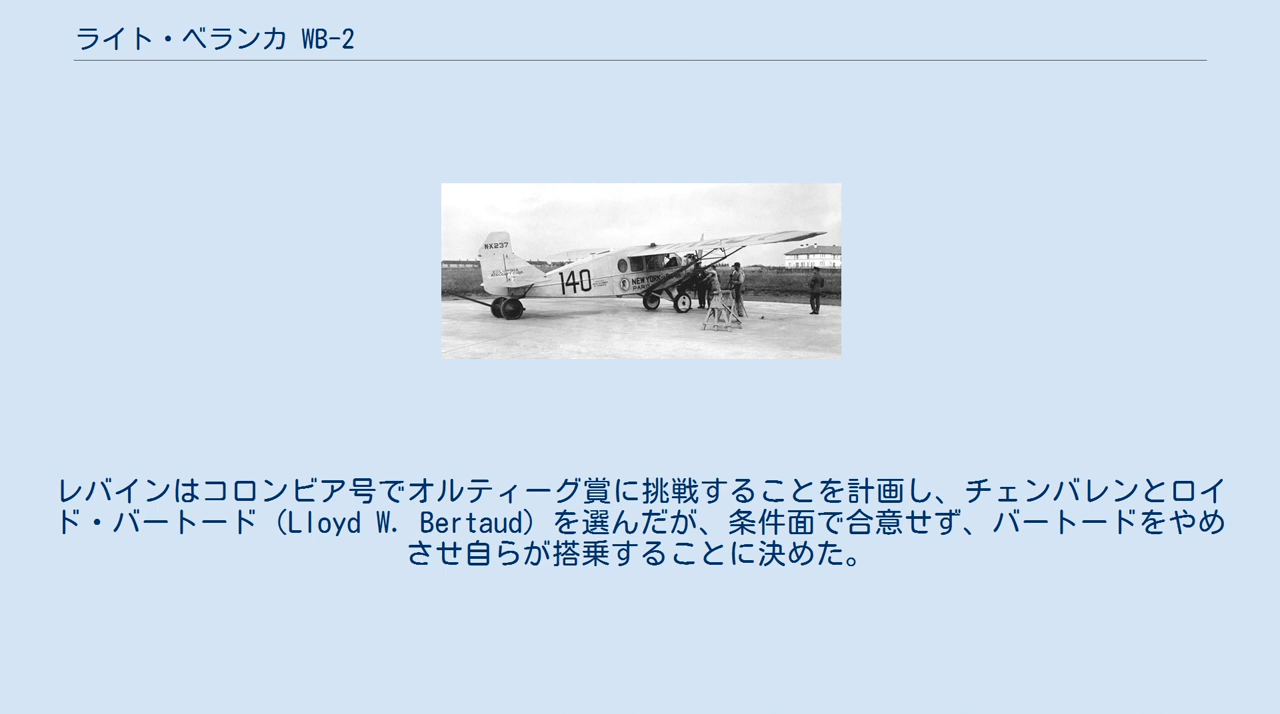 ライト・ベランカ WB-2
NX237
140
NEW YORK
PARIS
レバインはコロンビア号でオルティーグ賞に挑戦することを計画し、チェンバレンとロイ
ド・バートード（Lloyd W. Bertaud）を選んだが、条件面で合意せず、バートードをやめ
させ自らが搭乗することに決めた。